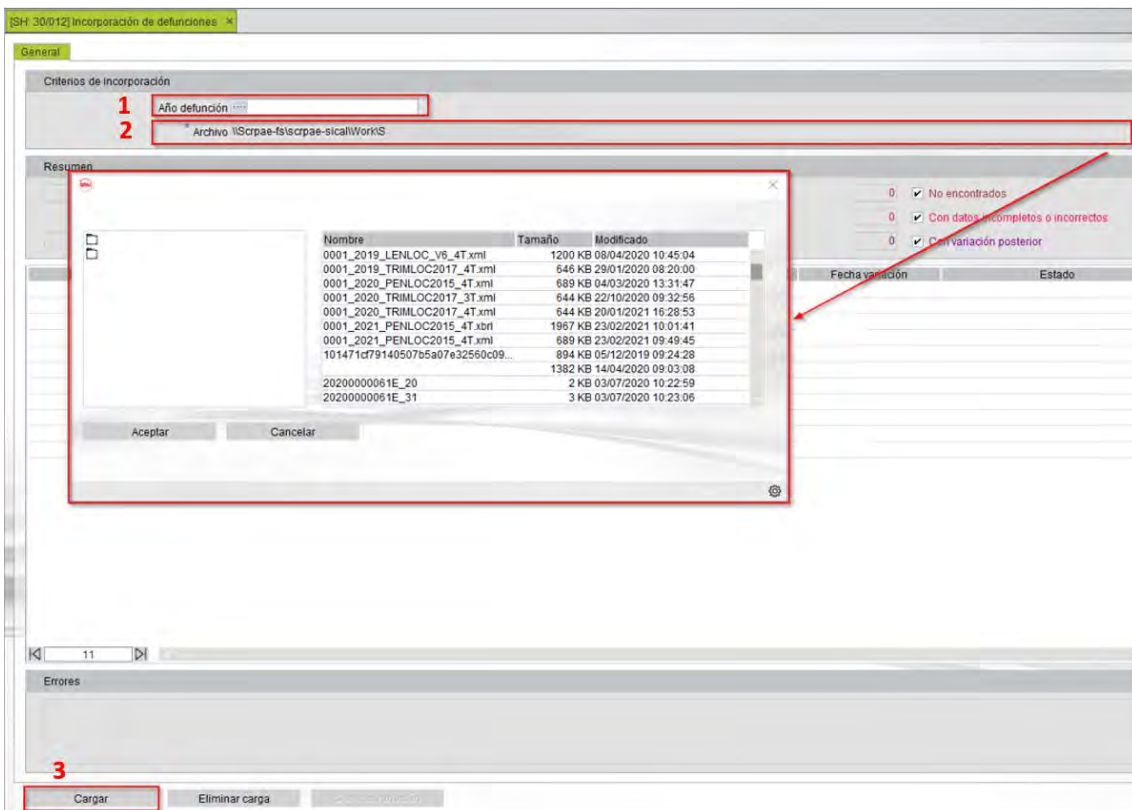 [SH: 30/012] Incorporación de defunciones ×
General
Criterios de incorporación
1 Año defunción
2 * Archivo \\Scrpae-fs\scrpae-sical\Work\S
Resumen
0 No encontrados
0 Con datos incompletos o incorrectos
0 Con variación posterior
Fecha variación Estado
Nombre Tamaño Modificado
0001_2019_LENLOC_V6_4T.xml 1200 KB 08/04/2020 10:45:04
0001_2019_TRIMLOC2017_4T.xml 646 KB 29/01/2020 08:20:00
0001_2020_PENLOC2015_4T.xml 689 KB 04/03/2020 13:31:47
0001_2020_TRIMLOC2017_3T.xml 644 KB 22/10/2020 09:32:56
0001_2020_TRIMLOC2017_4T.xml 644 KB 20/01/2021 16:28:53
0001_2021_PENLOC2015_4T.xbrl 1967 KB 23/02/2021 10:01:41
0001_2021_PENLOC2015_4T.xml 689 KB 23/02/2021 09:49:45
101471cf79140507b5a07e32560c09... 894 KB 05/12/2019 09:24:28
1382 KB 14/04/2020 09:03:08
20200000061E_20 2 KB 03/07/2020 10:22:59
20200000061E_31 3 KB 03/07/2020 10:23:06
Aceptar Cancelar
11
Errores
3
Cargar Eliminar carga